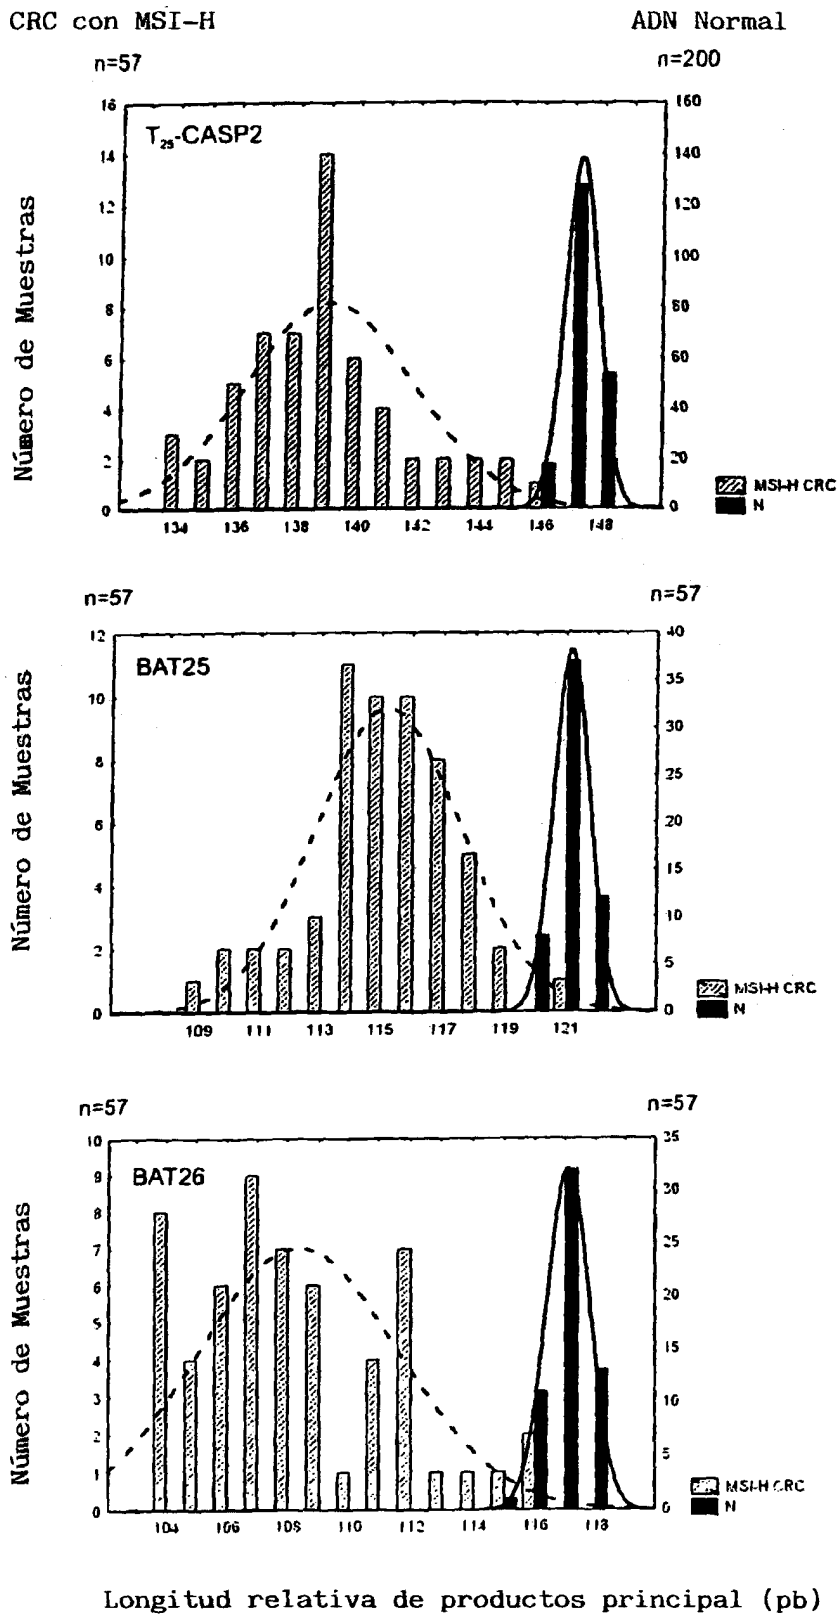 CRC con MSI-H ADN Normal
n=57 n=200
T25-CASP2
Número de Muestras
16 14 12 10 8 6 4 2 0
160 140 120 100 80 60 40 20 0
134 136 138 140 142 144 146 148
MSI-H CRC
N
n=57 n=57
BAT25
Número de Muestras
12 10 8 6 4 2 0
40 35 30 25 20 15 10 5 0
109 111 113 115 117 119 121
MSI-H CRC
N
n=57 n=57
BAT26
Número de Muestras
10 9 8 7 6 5 4 3 2 1 0
35 30 25 20 15 10 5 0
104 106 108 110 112 114 116 118
MSI-H CRC
N
Longitud relativa de productos principal (pb)